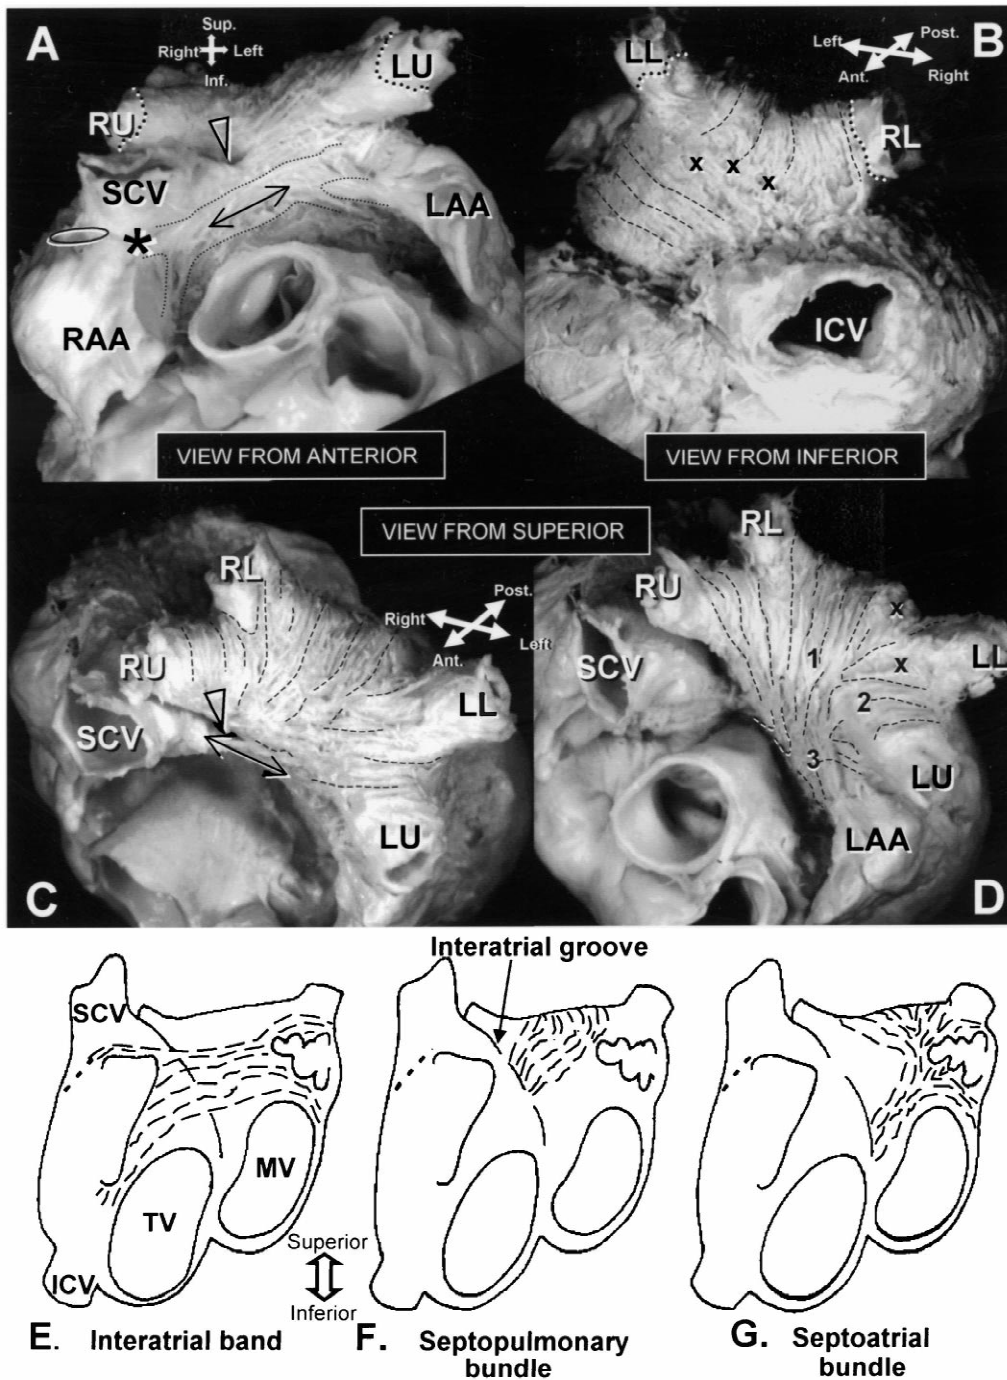 A
Sup.
Right Left
Inf.
LU
RU
SCV
LAA
*
RAA
VIEW FROM ANTERIOR
B
LL
Left Post.
Ant. Right
RL
x x x
ICV
VIEW FROM INFERIOR
VIEW FROM SUPERIOR
C
RL
Post.
Right
Left
Ant.
RU
LL
SCV
LU
D
RL
RU
x
SCV
1
x
LL
2
3
LU
LAA
Interatrial groove
SCV
MV
TV
ICV
Superior
Inferior
E. Interatrial band
F. Septopulmonary
bundle
G. Septoatrial
bundle